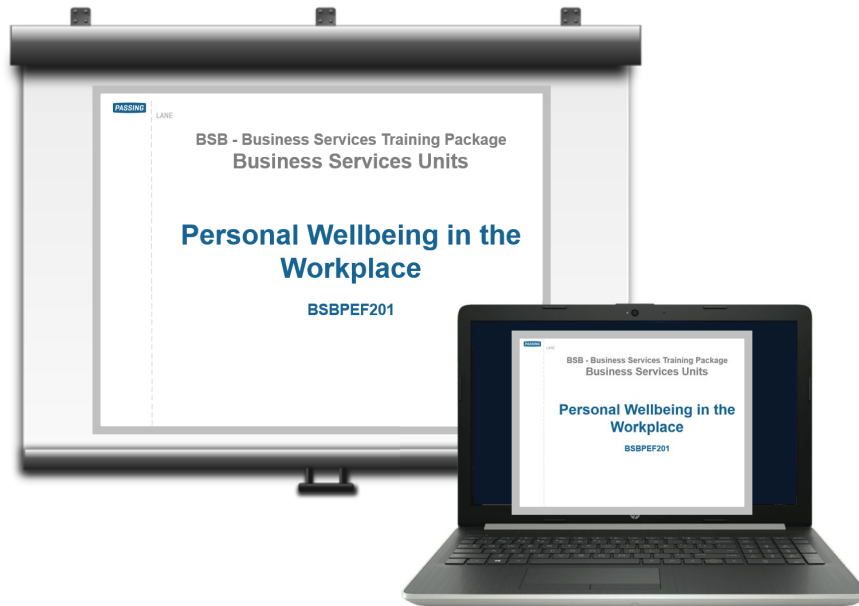 PASSING
LANE
BSB - Business Services Training Package
Business Services Units
Personal Wellbeing in the
Workplace
BSBPEF201
PASSING
LANE
BSB - Business Services Training Package
Business Services Units
Personal Wellbeing in the
Workplace
BSBPEF201
hp